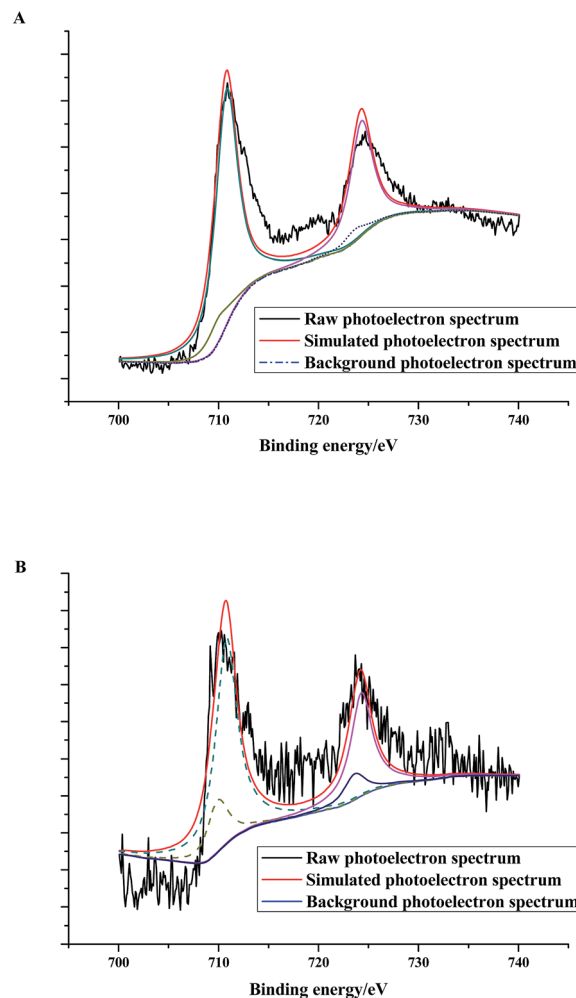 A
Raw photoelectron spectrum
Simulated photoelectron spectrum
Background photoelectron spectrum
700 710 720 730 740
Binding energy/eV
B
Raw photoelectron spectrum
Simulated photoelectron spectrum
Background photoelectron spectrum
700 710 720 730 740
Binding energy/eV